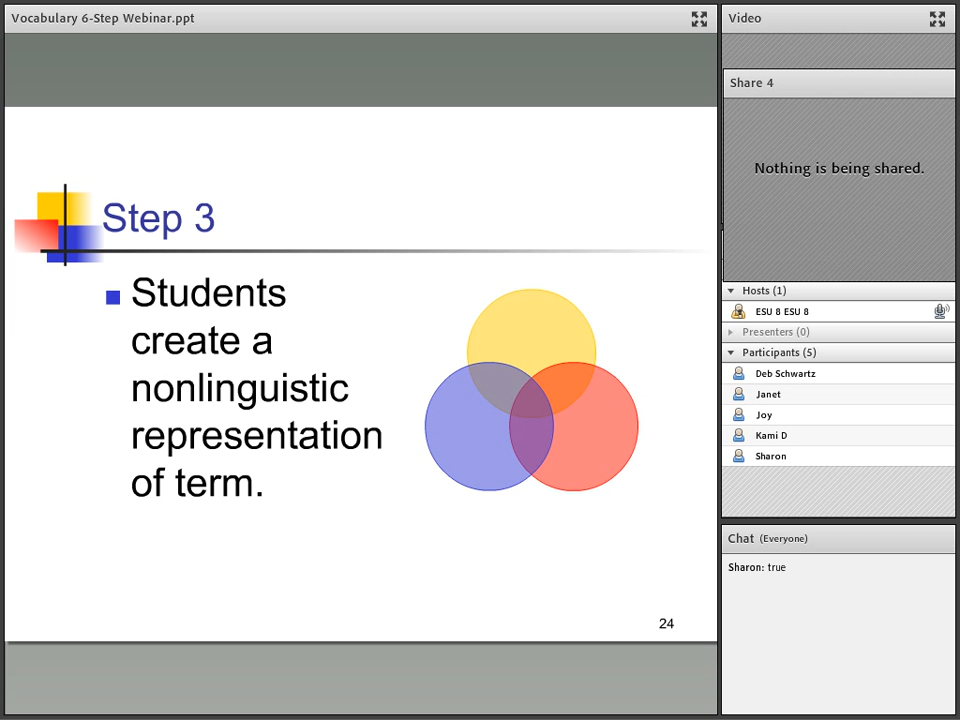 Vocabulary 6-Step Webinar.ppt
Step 3
Students
create a
nonlinguistic
representation
of term.
24
Video
Share 4
Nothing is being shared.
Hosts (1)
ESU 8 ESU 8
Presenters (0)
Participants (5)
Deb Schwartz
Janet
Joy
Kami D
Sharon
Chat (Everyone)
Sharon: true